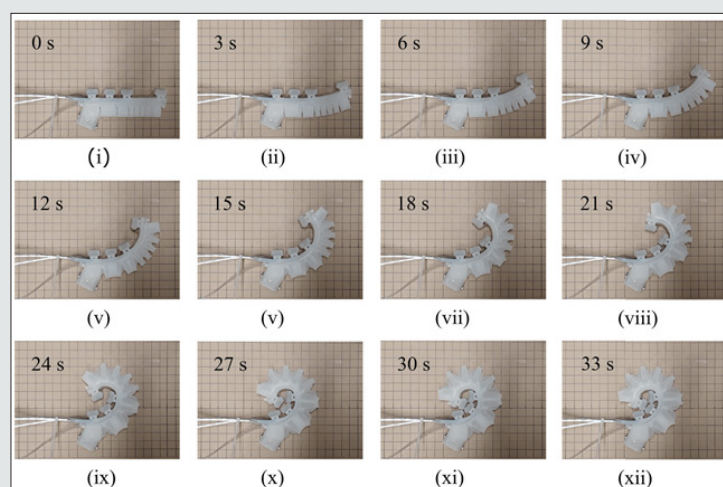 0 s
3 s
6 s
9 s
(i)
(ii)
(iii)
(iv)
12 s
15 s
18 s
21 s
(v)
(v)
(vii)
(viii)
24 s
27 s
30 s
33 s
(ix)
(x)
(xi)
(xii)